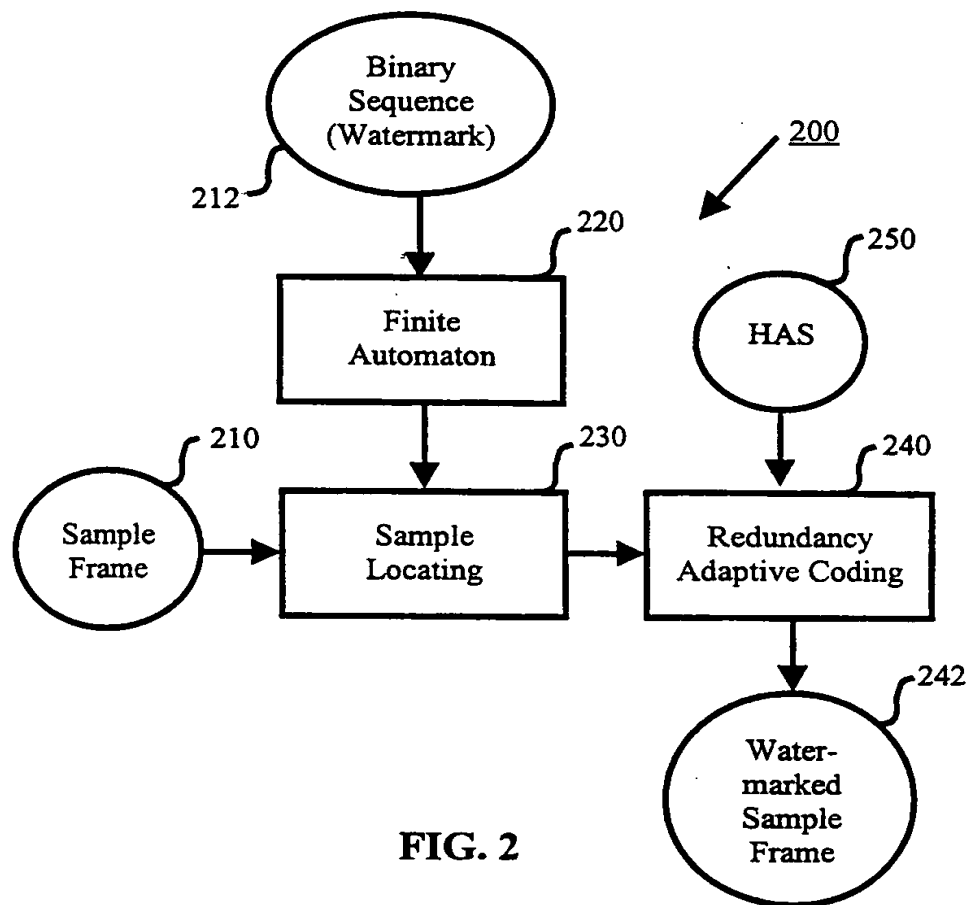 Binary
Sequence
(Watermark)
200
212
220
250
Finite
Automaton
HAS
210
230
240
Sample
Frame
Sample
Locating
Redundancy
Adaptive Coding
242
Water-
marked
Sample
Frame
FIG. 2